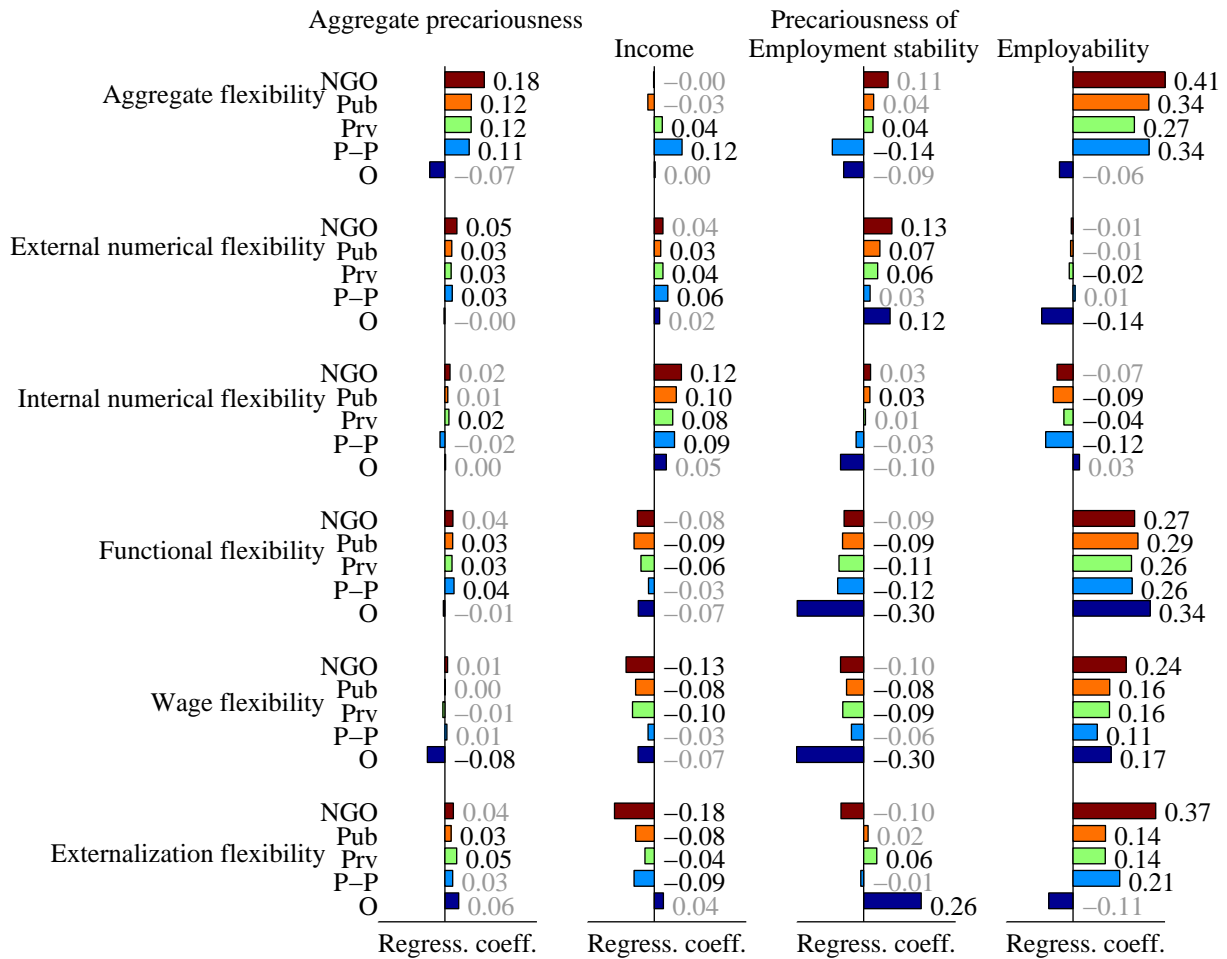 Aggregate precariousness Precariousness of
Income Employment stability Employability
Aggregate flexibility
NGO 0.18 −0.00 0.11 0.41
Pub 0.12 −0.03 0.04 0.34
Prv 0.12 0.04 0.04 0.27
P−P 0.11 0.12 −0.14 0.34
O −0.07 0.00 −0.09 −0.06
External numerical flexibility
NGO 0.05 0.04 0.13 −0.01
Pub 0.03 0.03 0.07 −0.01
Prv 0.03 0.04 0.06 −0.02
P−P 0.03 0.06 0.03 0.01
O −0.00 0.02 0.12 −0.14
Internal numerical flexibility
NGO 0.02 0.12 0.03 −0.07
Pub 0.01 0.10 0.03 −0.09
Prv 0.02 0.08 0.01 −0.04
P−P −0.02 0.09 −0.03 −0.12
O 0.00 0.05 −0.10 0.03
Functional flexibility
NGO 0.04 −0.08 −0.09 0.27
Pub 0.03 −0.09 −0.09 0.29
Prv 0.03 −0.06 −0.11 0.26
P−P 0.04 −0.03 −0.12 0.26
O −0.01 −0.07 −0.30 0.34
Wage flexibility
NGO 0.01 −0.13 −0.10 0.24
Pub 0.00 −0.08 −0.08 0.16
Prv −0.01 −0.10 −0.09 0.16
P−P 0.01 −0.03 −0.06 0.11
O −0.08 −0.07 −0.30 0.17
Externalization flexibility
NGO 0.04 −0.18 −0.10 0.37
Pub 0.03 −0.08 0.02 0.14
Prv 0.05 −0.04 0.06 0.14
P−P 0.03 −0.09 −0.01 0.21
O 0.06 0.04 0.26 −0.11
Regress. coeff. Regress. coeff. Regress. coeff. Regress. coeff.